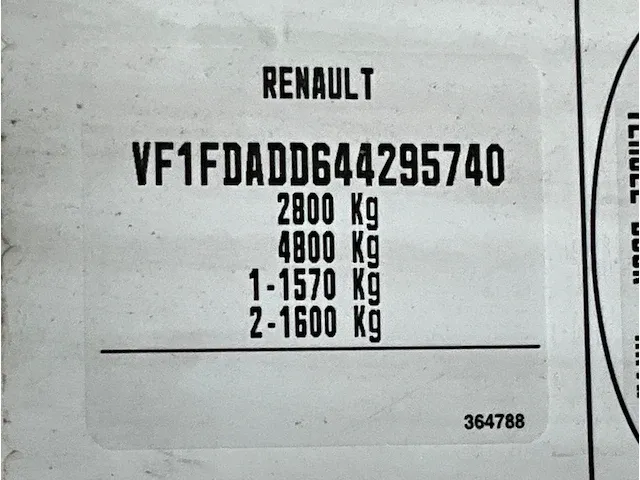 RENAULT
VF1FDADD644295740
2800 Kg
4800 Kg
1-1570 Kg
2-1600 Kg
364788